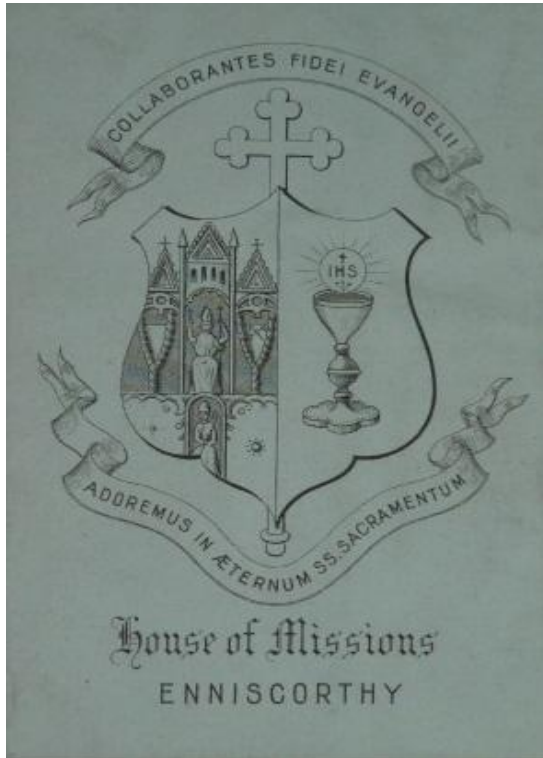 COLLABORANTES FIDEI EVANGELII
IHS
ADOREMUS IN ÆTERNUM SS. SACRAMENTUM
House of Missions
ENNISCORTHY